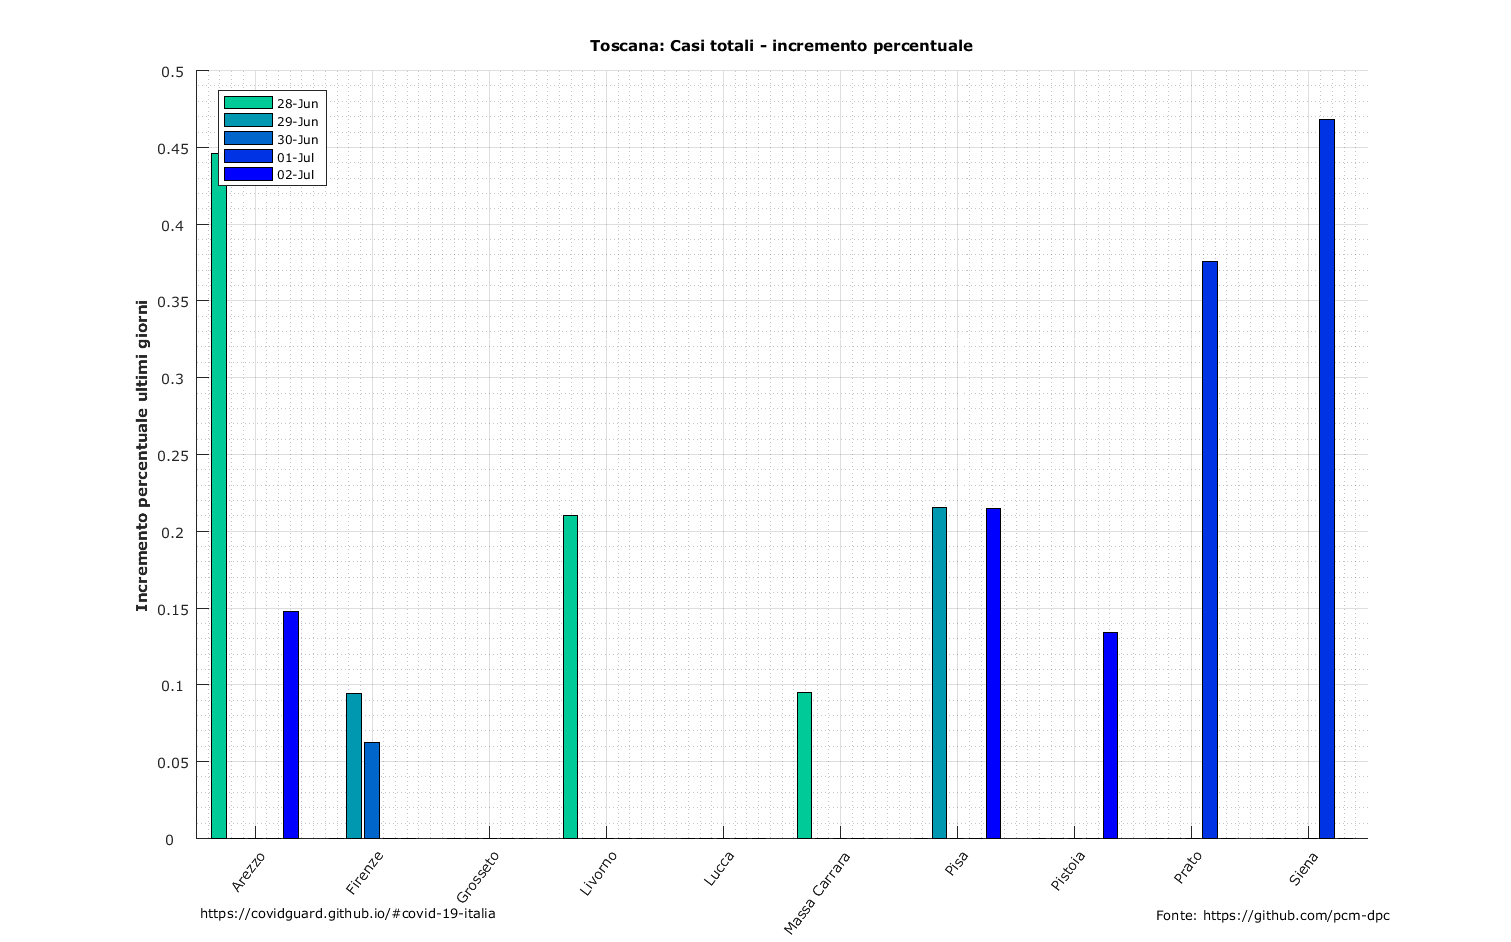 Toscana: Casi totali - incremento percentuale
0.5
0.45
0.4
0.35
0.3
0.25
0.2
0.15
0.1
0.05
0
Incremento percentuale ultimi giorni
28-Jun
29-Jun
30-Jun
01-Jul
02-Jul
Arezzo
Firenze
Grosseto
Livorno
Lucca
Massa Carrara
Pisa
Pistoia
Prato
Siena
https://covidguard.github.io/#covid-19-italia
Fonte: https://github.com/pcm-dpc